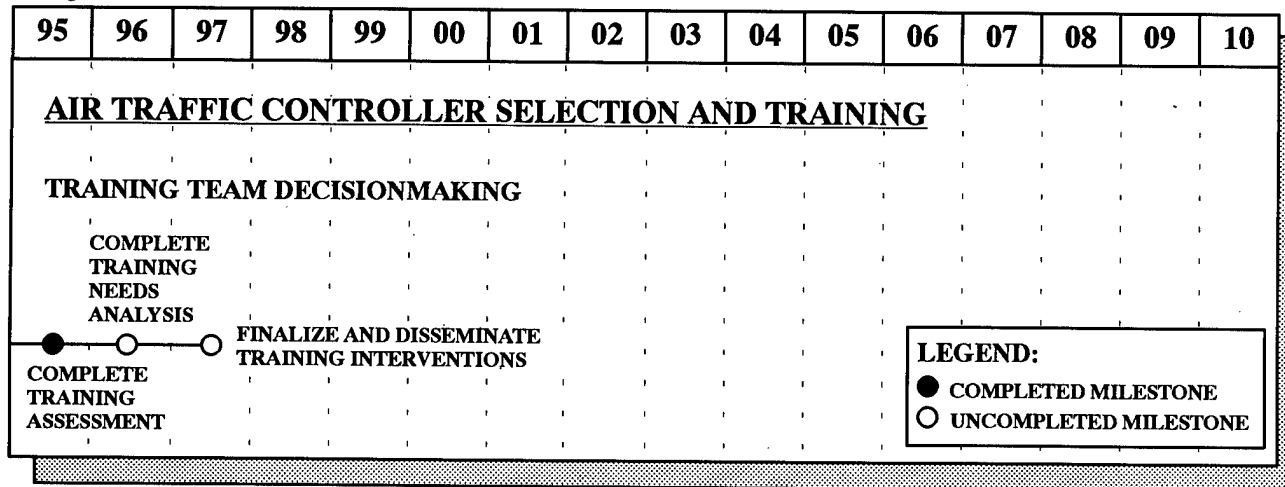 95 96 97 98 99 00 01 02 03 04 05 06 07 08 09 10
AIR TRAFFIC CONTROLLER SELECTION AND TRAINING
TRAINING TEAM DECISIONMAKING
COMPLETE
TRAINING
NEEDS
ANALYSIS
FINALIZE AND DISSEMINATE
TRAINING INTERVENTIONS
COMPLETE
TRAINING
ASSESSMENT
LEGEND:
COMPLETED MILESTONE
UNCOMPLETED MILESTONE